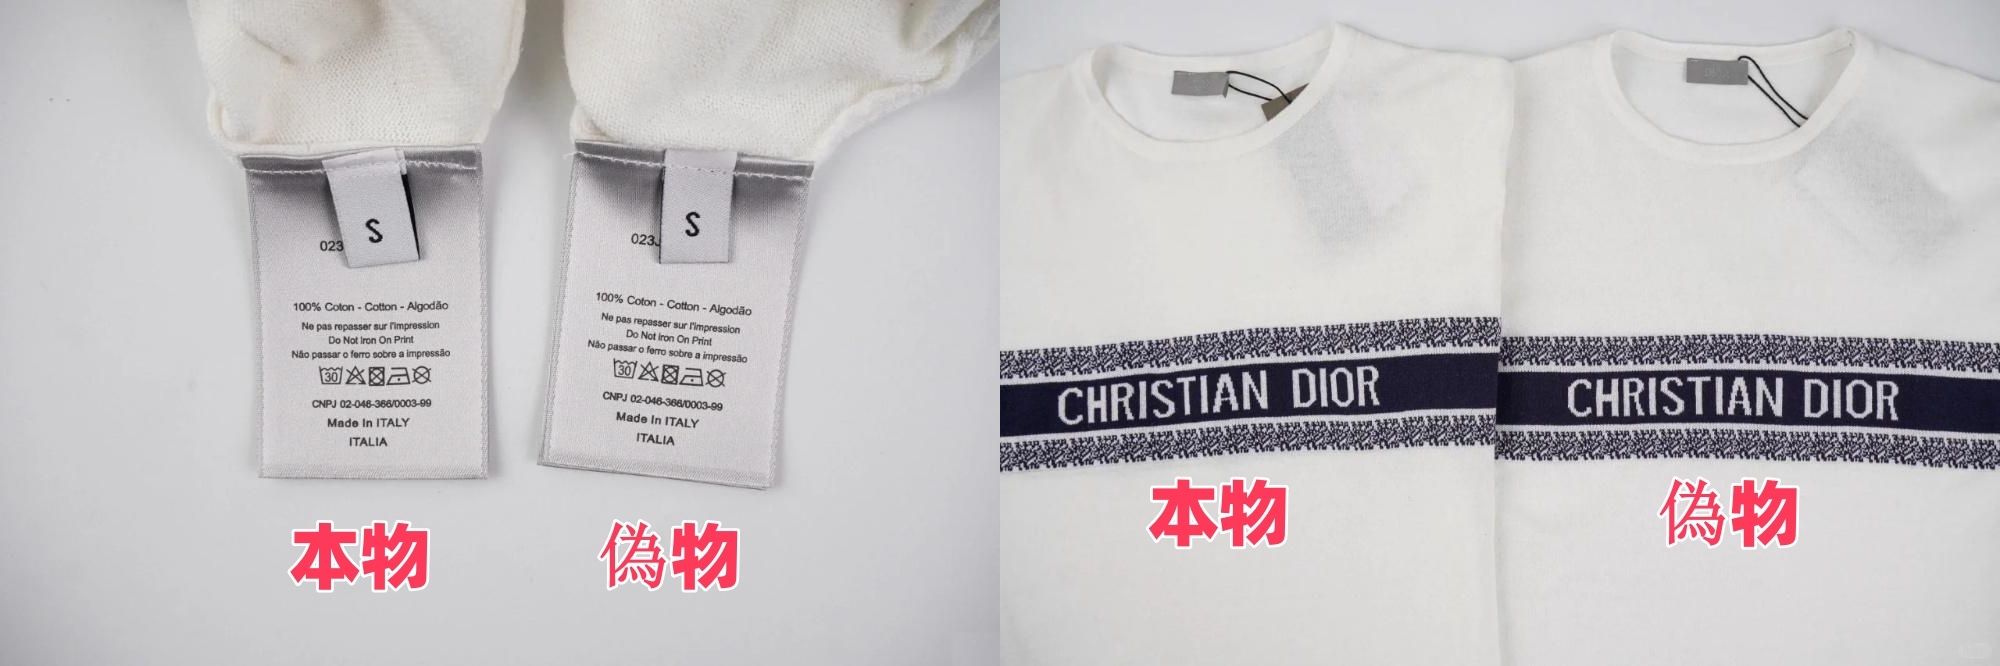 023
S
100% Coton - Cotton - Algodão
Ne pas repasser sur l'impression
Do Not Iron On Print
Não passar o ferro sobre a impressão
30
CNPJ 02-046-366/0003-99
Made In ITALY
ITALIA
本物
023J
S
100% Coton - Cotton - Algodão
Ne pas repasser sur l'impression
Do Not Iron On Print
Não passar o ferro sobre a impressão
30
CNPJ 02-046-366/0003-99
Made In ITALY
ITALIA
偽物
CHRISTIAN DIOR
本物
DIOR
CHRISTIAN DIOR
偽物